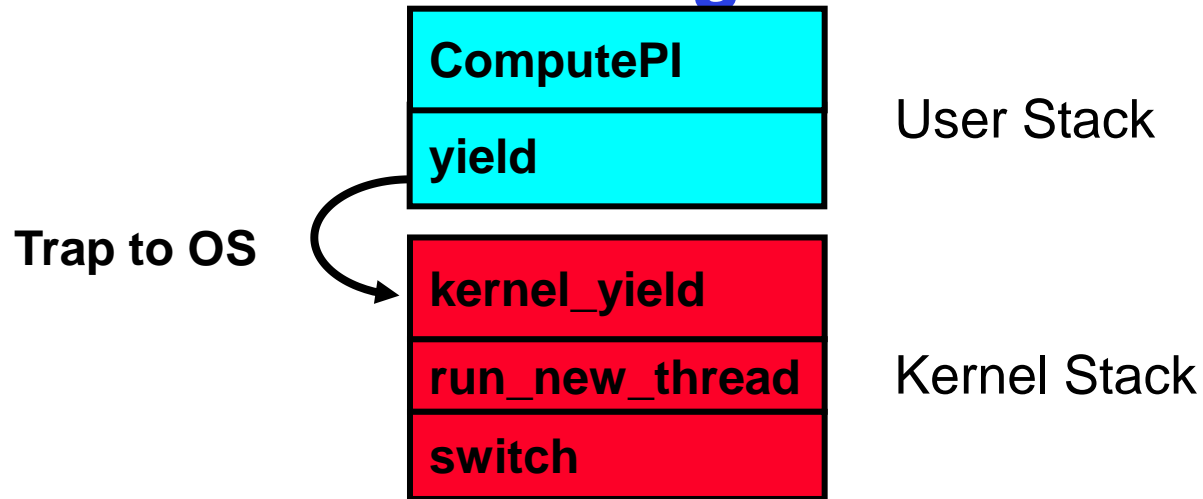 ComputePI
User Stack
yield
Trap to OS
kernel_yield
run_new_thread
Kernel Stack
switch